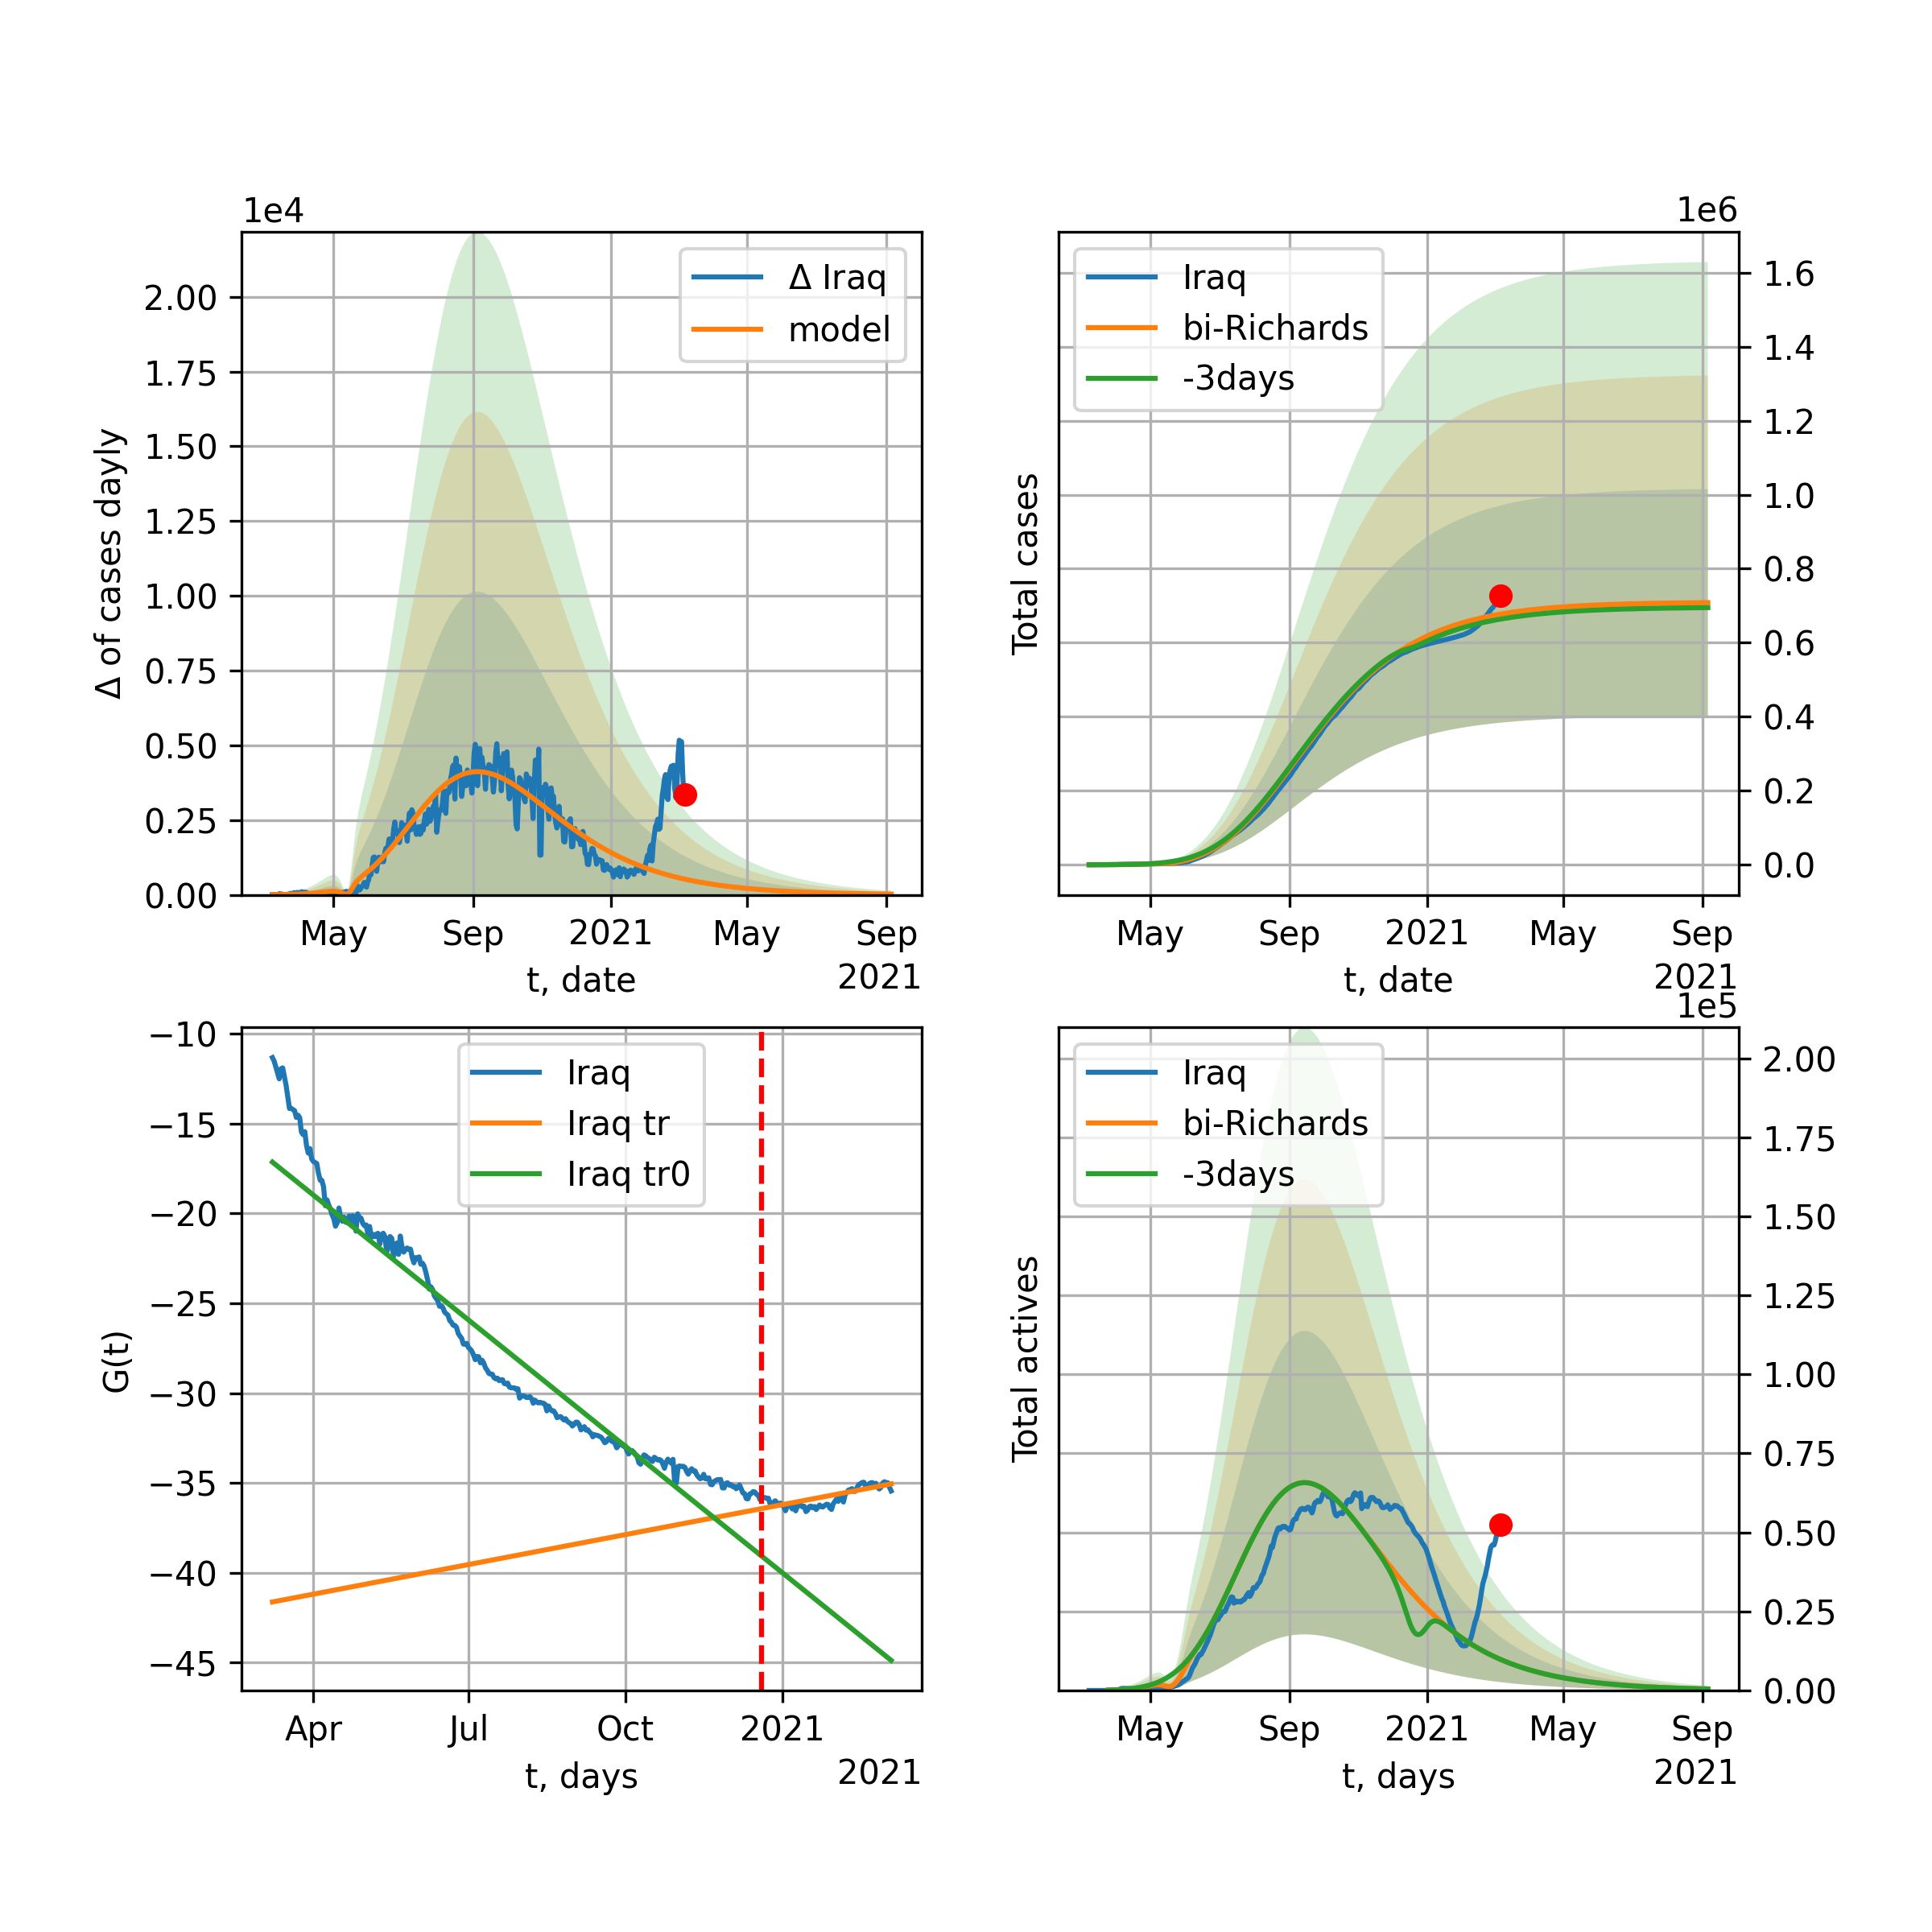 1e4
Δ of cases dayly
2.00
1.75
1.50
1.25
1.00
0.75
0.50
0.25
0.00
Δ Iraq
model
May Sep 2021 May Sep
t, date
2021
1e6
Total cases
Iraq
bi-Richards
-3days
1.6
1.4
1.2
1.0
0.8
0.6
0.4
0.2
0.0
May Sep 2021 May Sep
t, date
2021
G(t)
−10
−15
−20
−25
−30
−35
−40
−45
Iraq
Iraq tr
Iraq tr0
Apr Jul Oct 2021
t, days
2021
1e5
Total actives
Iraq
bi-Richards
-3days
2.00
1.75
1.50
1.25
1.00
0.75
0.50
0.25
0.00
May Sep 2021 May Sep
t, days
2021